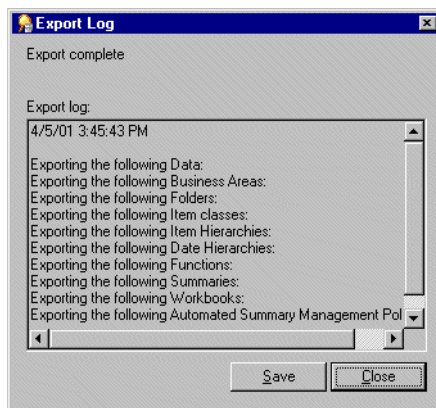 Export Log
Export complete
Export log:
4/5/01 3:45:43 PM
Exporting the following Data:
Exporting the following Business Areas:
Exporting the following Folders:
Exporting the following Item classes:
Exporting the following Item Hierarchies:
Exporting the following Date Hierarchies:
Exporting the following Functions:
Exporting the following Summaries:
Exporting the following Workbooks:
Exporting the following Automated Summary Management Pol
Save Close